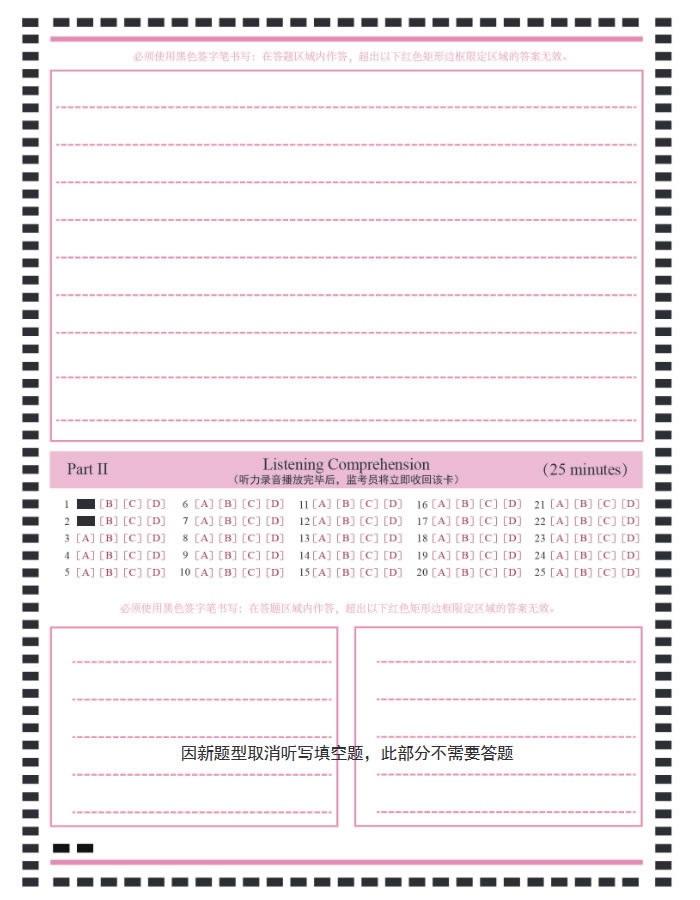 必须使用黑色签字笔书写：在答题区域内作答，超出以下红色矩形边框限定区域的答案无效。
Part II
Listening Comprehension
（听力录音播放完毕后，监考员将立即收回该卡）
（25 minutes）
1 [B] [C] [D] 6 [A] [B] [C] [D] 11 [A] [B] [C] [D] 16 [A] [B] [C] [D] 21 [A] [B] [C] [D]
2 [B] [C] [D] 7 [A] [B] [C] [D] 12 [A] [B] [C] [D] 17 [A] [B] [C] [D] 22 [A] [B] [C] [D]
3 [A] [B] [C] [D] 8 [A] [B] [C] [D] 13 [A] [B] [C] [D] 18 [A] [B] [C] [D] 23 [A] [B] [C] [D]
4 [A] [B] [C] [D] 9 [A] [B] [C] [D] 14 [A] [B] [C] [D] 19 [A] [B] [C] [D] 24 [A] [B] [C] [D]
5 [A] [B] [C] [D] 10 [A] [B] [C] [D] 15 [A] [B] [C] [D] 20 [A] [B] [C] [D] 25 [A] [B] [C] [D]
必须使用黑色签字笔书写：在答题区域内作答，超出以下红色矩形边框限定区域的答案无效。
因新题型取消听写填空题，此部分不需要答题